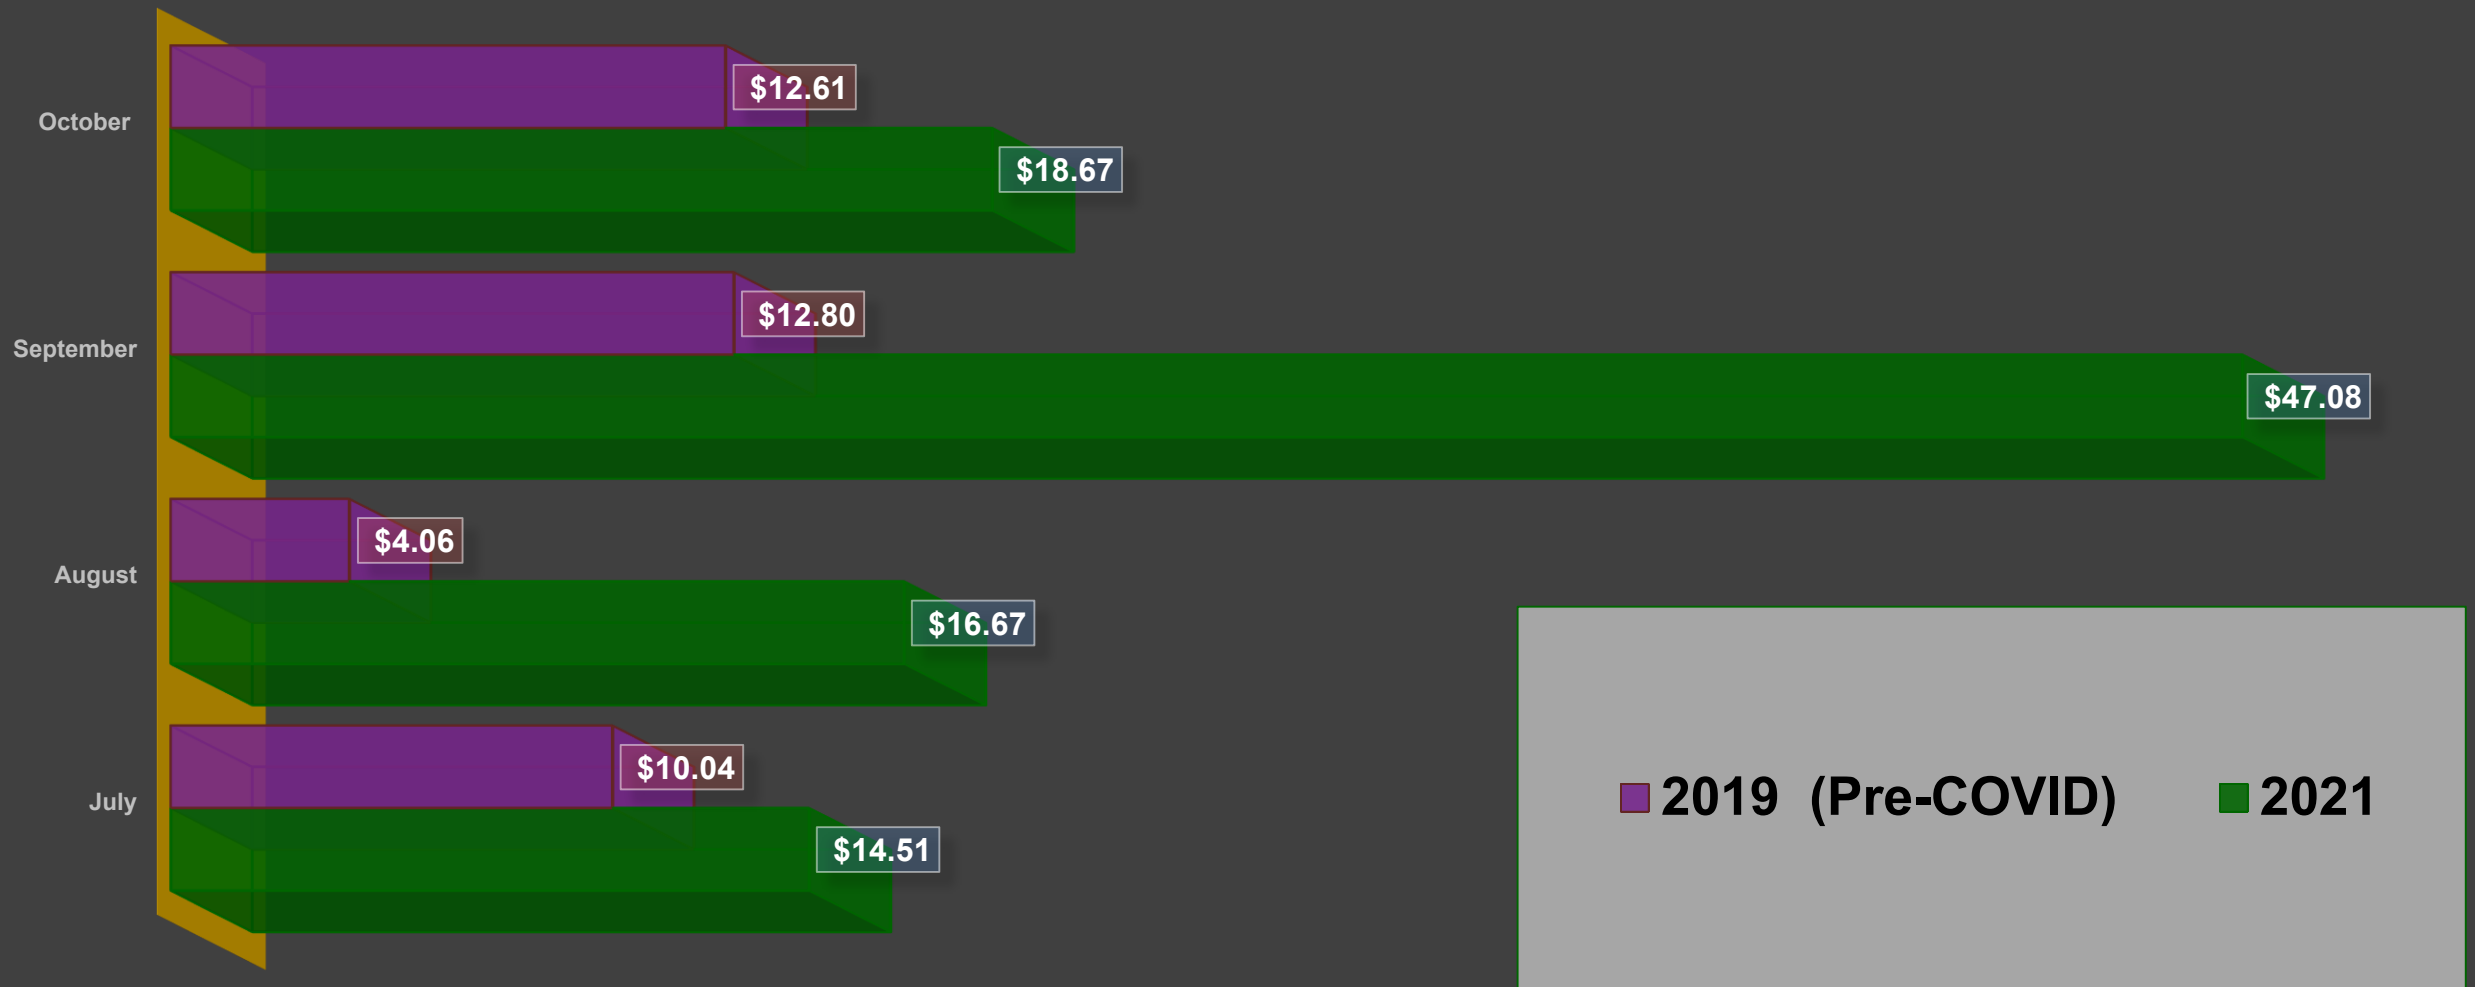 October
$12.61
$18.67
September
$12.80
$47.08
August
$4.06
$16.67
July
$10.04
$14.51
2019  (Pre-COVID)
2021